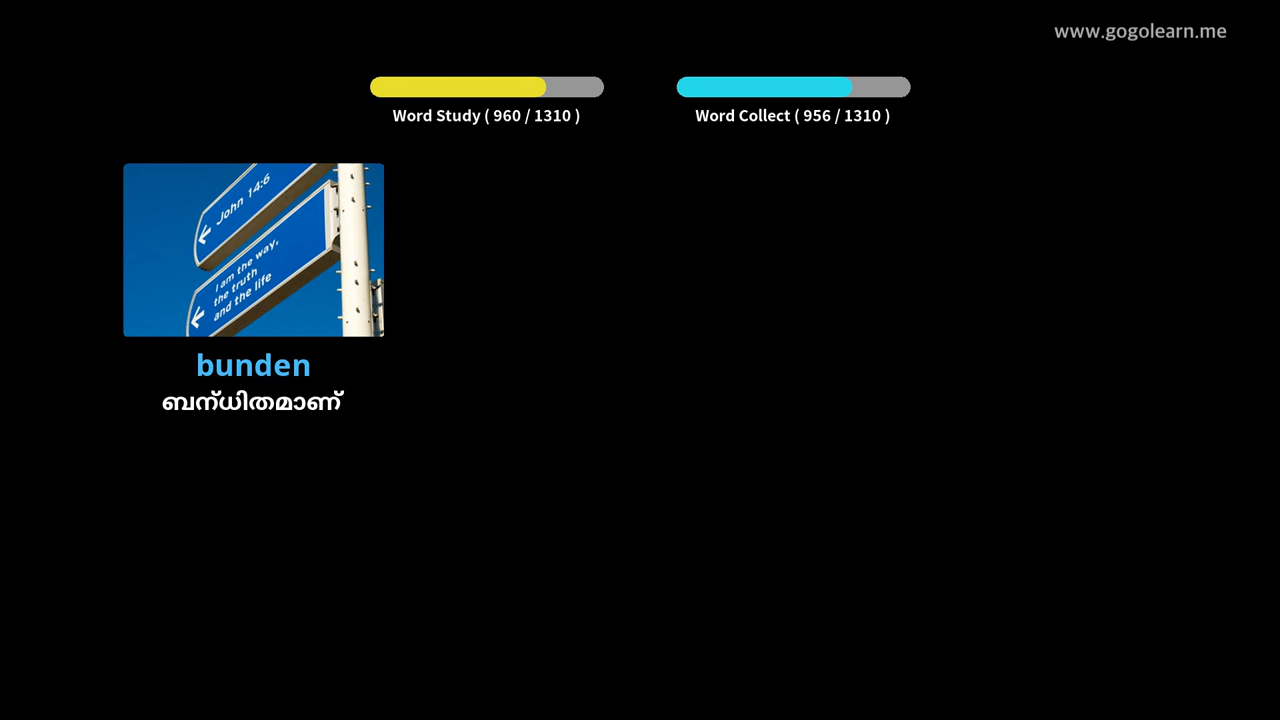 www.gogolearn.me
Word Study ( 960 / 1310 )
Word Collect ( 956 / 1310 )
John 14:6
I am the way,
the truth
and the life
bunden
ബന്ധിതമാണ്